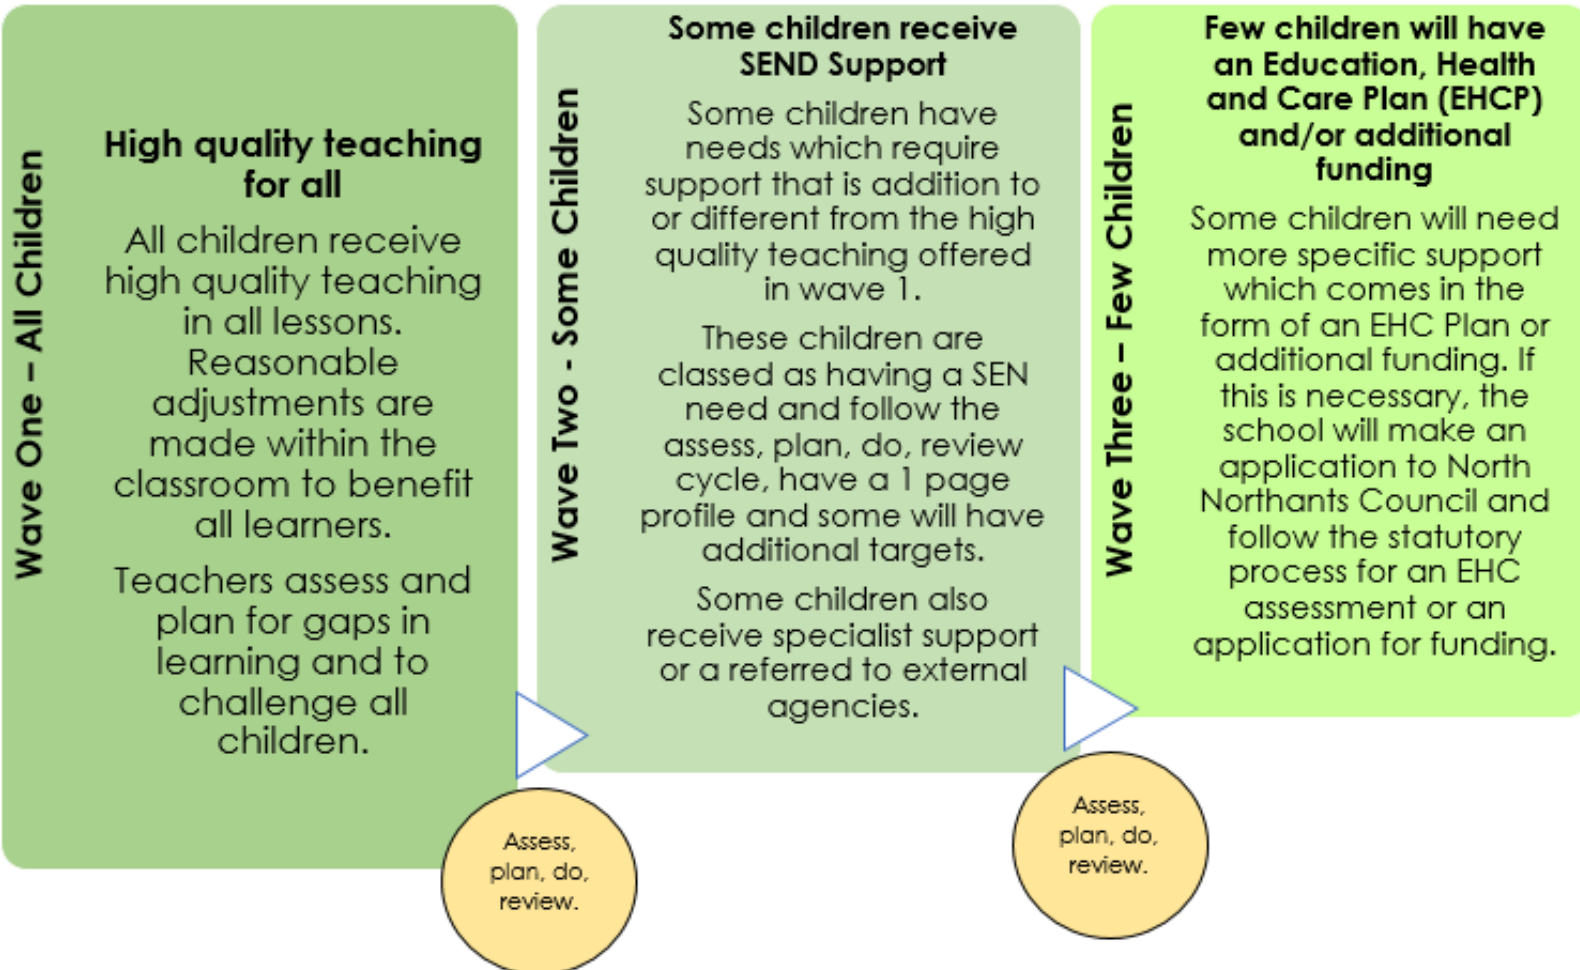 Wave One – All Children
High quality teaching
for all
All children receive
high quality teaching
in all lessons.
Reasonable
adjustments are
made within the
classroom to benefit
all learners.
Teachers assess and
plan for gaps in
learning and to
challenge all
children.
Assess,
plan, do,
review.
Wave Two - Some Children
Some children receive
SEND Support
Some children have
needs which require
support that is addition to
or different from the high
quality teaching offered
in wave 1.
These children are
classed as having a SEN
need and follow the
assess, plan, do, review
cycle, have a 1 page
profile and some will have
additional targets.
Some children also
receive specialist support
or a referred to external
agencies.
Assess,
plan, do,
review.
Wave Three – Few Children
Few children will have
an Education, Health
and Care Plan (EHCP)
and/or additional
funding
Some children will need
more specific support
which comes in the
form of an EHC Plan or
additional funding. If
this is necessary, the
school will make an
application to North
Northants Council and
follow the statutory
process for an EHC
assessment or an
application for funding.